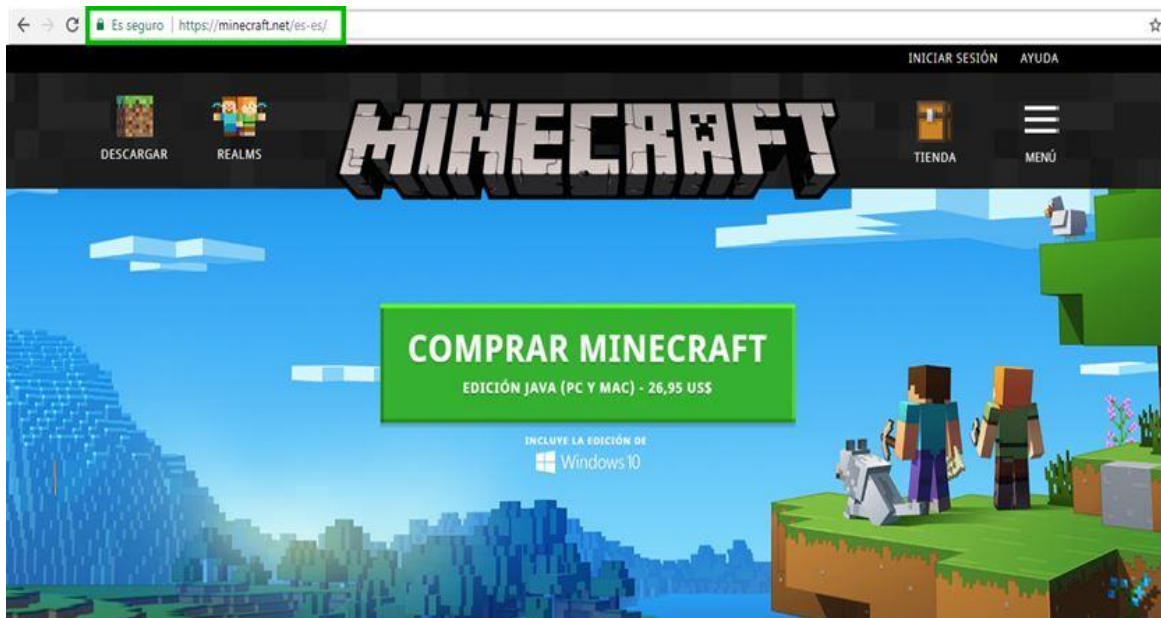 Es seguro | https://minecraft.net/es-es/
INICIAR SESIÓN AYUDA
MINECRAFT
DESCARGAR REALMS TIENDA MENÚ
COMPRAR MINECRAFT
EDICIÓN JAVA (PC Y MAC) - 26,95 US$
INCLUYE LA EDICIÓN DE
Windows 10